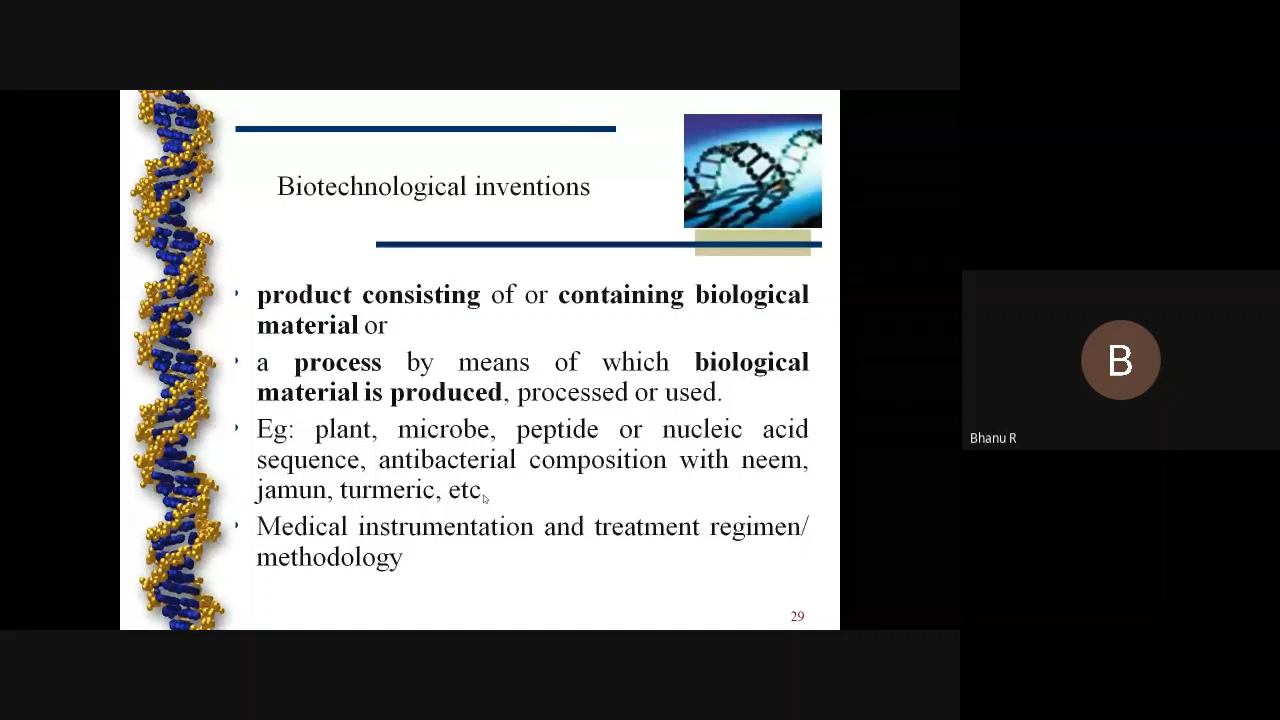 Biotechnological inventions
product consisting of or containing biological
material or
a process by means of which biological
material is produced, processed or used.
Eg: plant, microbe, peptide or nucleic acid
sequence, antibacterial composition with neem,
jamun, turmeric, etc.
Medical instrumentation and treatment regimen/
methodology
29
B
Bhanu R